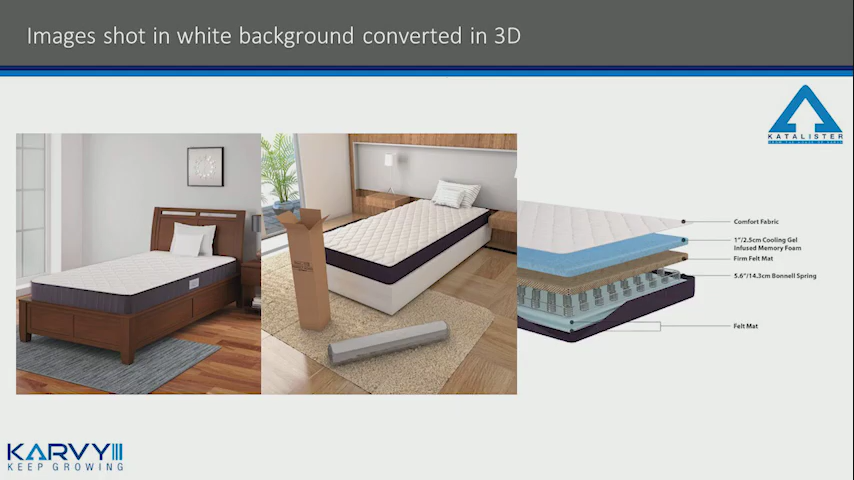 Images shot in white background converted in 3D
KATALISTER
Comfort Fabric
1"/2.5cm Cooling Gel
Infused Memory Foam
Firm Felt Mat
5.6"/14.3cm Bonnell Spring
Felt Mat
KARVY
KEEP GROWING